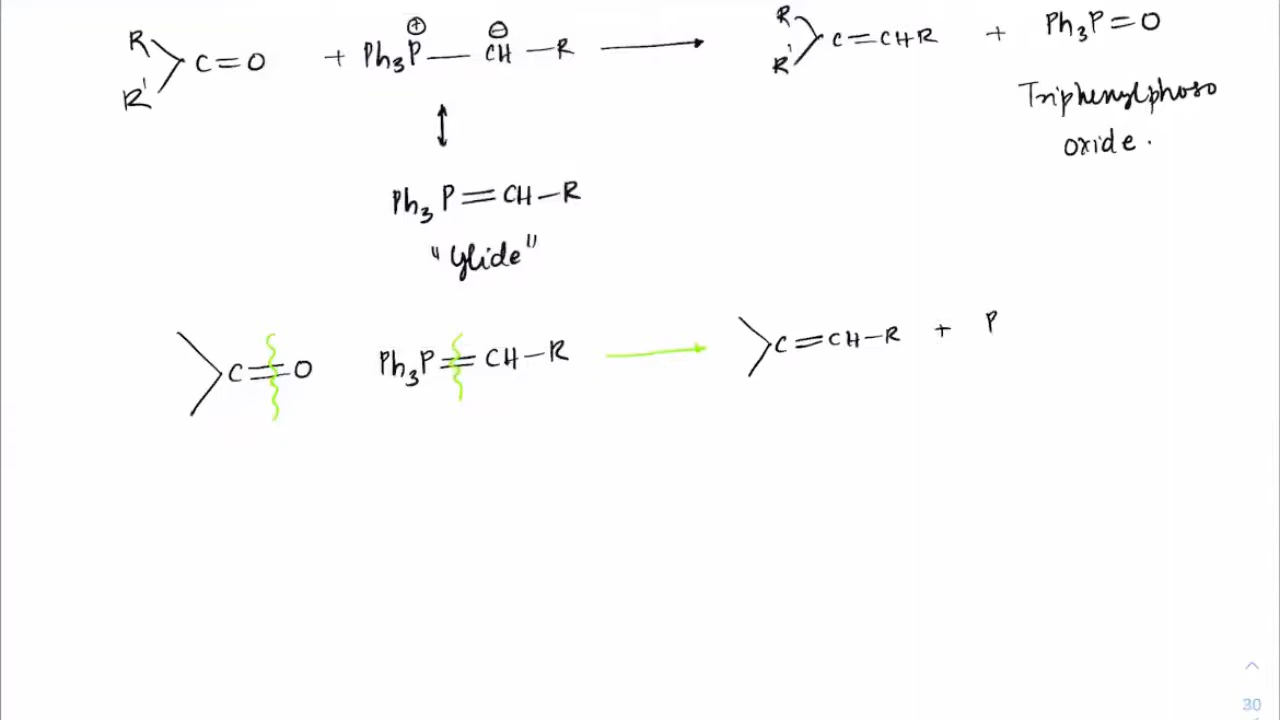 R R' C=O + Ph₃P⊕—CH⊖—R ⟶ R R' C=CHR + Ph₃P=O
Triphenylphoso
oxide.
↕
Ph₃P=CH—R
"Ylide"
C=O Ph₃P=CH—R ⟶ C=CH—R + P
30